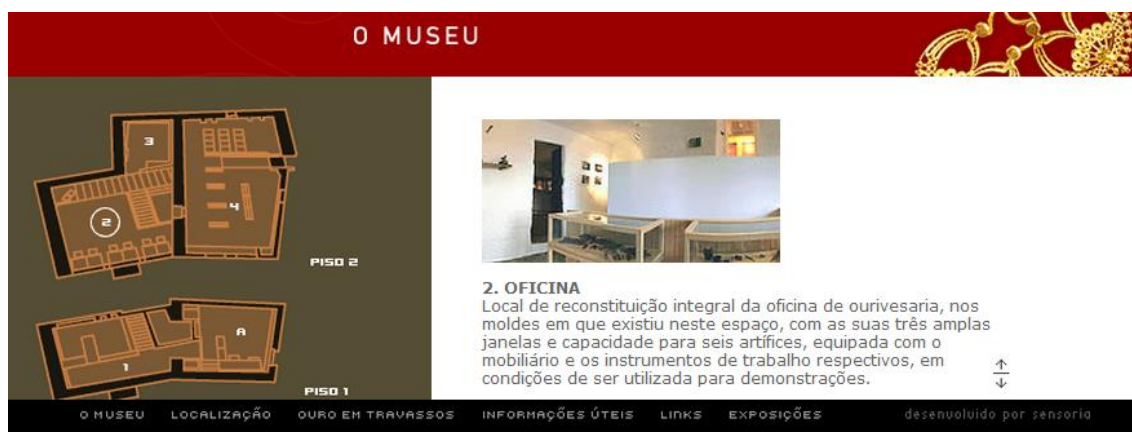 O MUSEU
3
4
2
PISO 2
A
1
PISO 1
2. OFICINA
Local de reconstituição integral da oficina de ourivesaria, nos
moldes em que existiu neste espaço, com as suas três amplas
janelas e capacidade para seis artífices, equipada com o
mobiliário e os instrumentos de trabalho respectivos, em
condições de ser utilizada para demonstrações.
O MUSEU LOCALIZAÇÃO OURO EM TRAVASSOS INFORMAÇÕES ÚTEIS LINKS EXPOSIÇÕES desenvolvido por sensoria